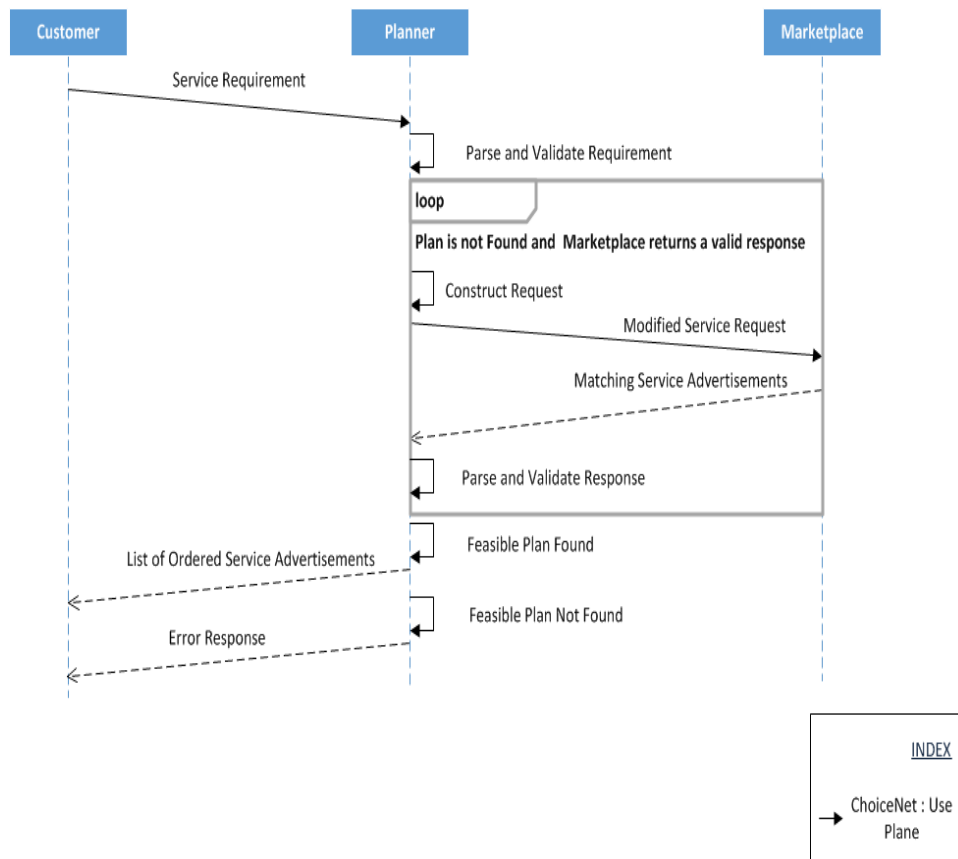 Customer
Planner
Marketplace
Service Requirement
Parse and Validate Requirement
loop
Plan is not Found and Marketplace returns a valid response
Construct Request
Modified Service Request
Matching Service Advertisements
Parse and Validate Response
Feasible Plan Found
List of Ordered Service Advertisements
Feasible Plan Not Found
Error Response
INDEX
ChoiceNet : Use
Plane